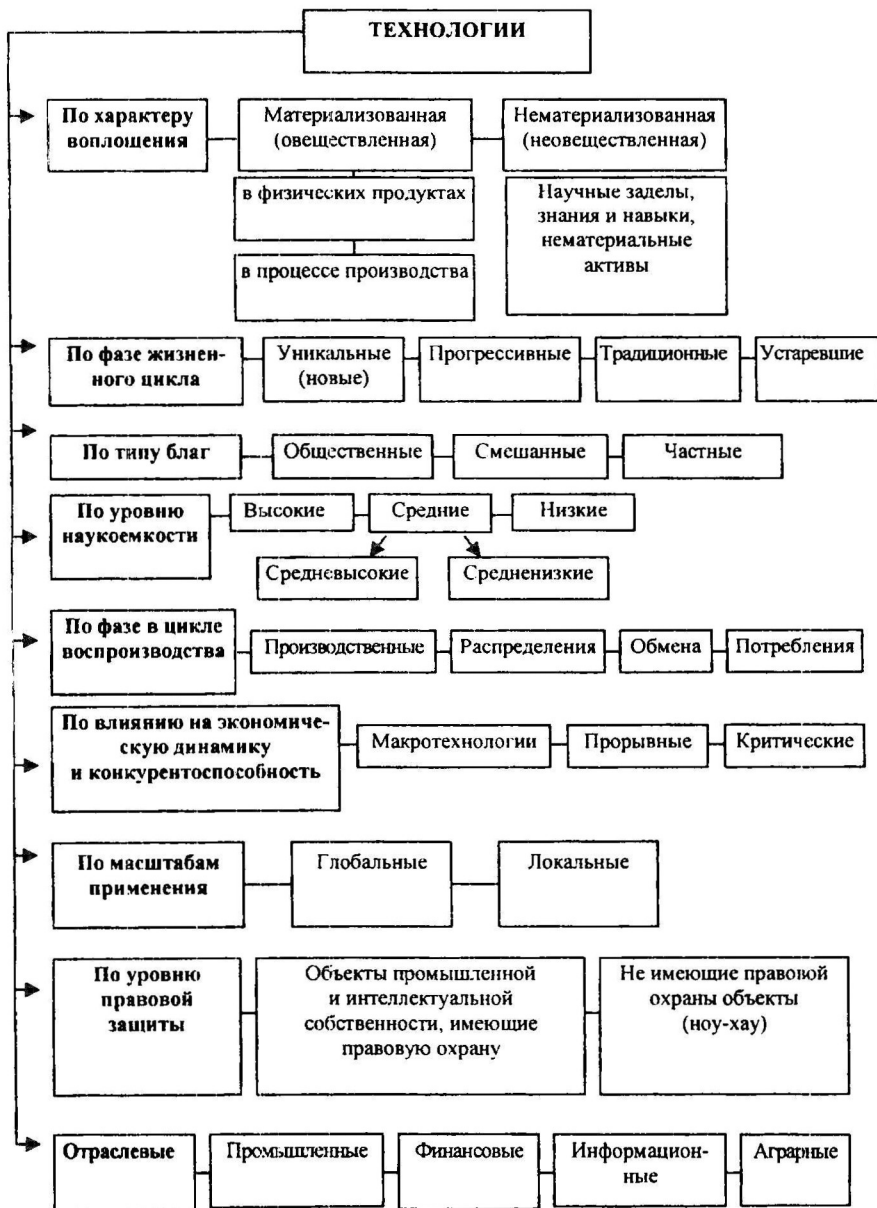 ТЕХНОЛОГИИ
По характеру
воплощения
Материализованная
(овеществленная)
Нематериализованная
(неовеществленная)
в физических продуктах
в процессе производства
Научные заделы,
знания и навыки,
нематериальные
активы
По фазе жизнен-
ного цикла
Уникальные
(новые)
Прогрессивные
Традиционные
Устаревшие
По типу благ
Общественные
Смешанные
Частные
По уровню
наукоемкости
Высокие
Средние
Низкие
Средневысокие
Средненизкие
По фазе в цикле
воспроизводства
Производственные
Распределения
Обмена
Потребления
По влиянию на экономиче-
скую динамику
и конкурентоспособность
Макротехнологии
Прорывные
Критические
По масштабам
применения
Глобальные
Локальные
По уровню
правовой
защиты
Объекты промышленной
и интеллектуальной
собственности, имеющие
правовую охрану
Не имеющие правовой
охраны объекты
(ноу-хау)
Отраслевые
Промышленные
Финансовые
Информацион-
ные
Аграрные